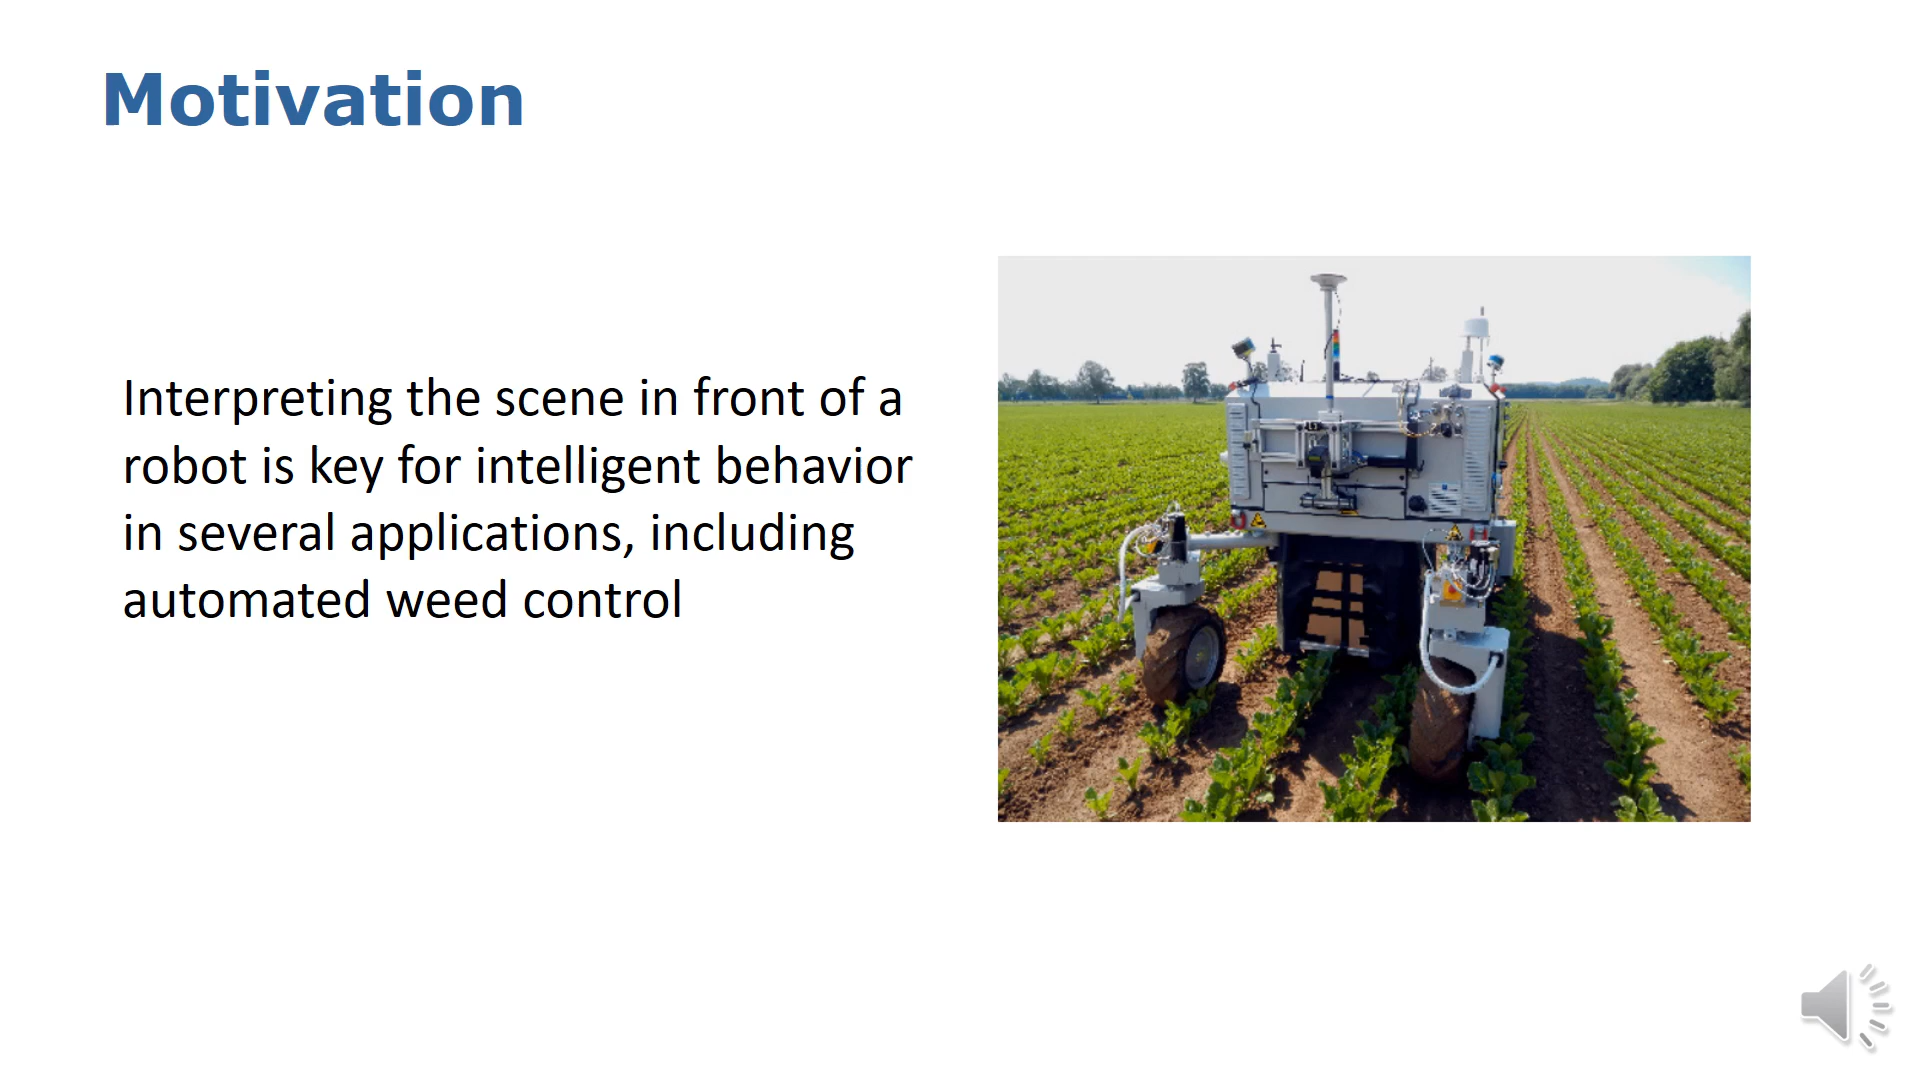 Motivation
Interpreting the scene in front of a
robot is key for intelligent behavior
in several applications, including
automated weed control